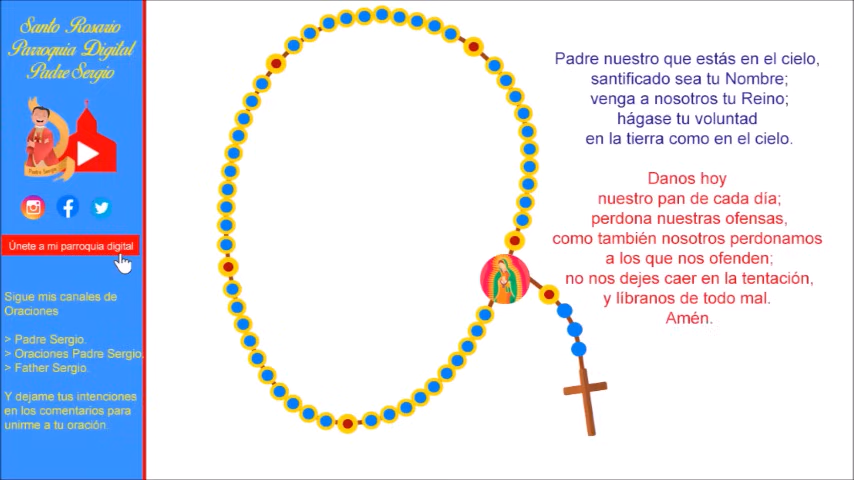 Santo Rosario
Parroquia Digital
Padre Sergio
Padre Sergio
Únete a mi parroquia digital
Sigue mis canales de
Oraciones
> Padre Sergio.
> Oraciones Padre Sergio.
> Father Sergio.
Y dejame tus intenciones
en los comentarios para
unirme a tu oración.
Padre nuestro que estás en el cielo,
santificado sea tu Nombre;
venga a nosotros tu Reino;
hágase tu voluntad
en la tierra como en el cielo.
Danos hoy
nuestro pan de cada día;
perdona nuestras ofensas,
como también nosotros perdonamos
a los que nos ofenden;
no nos dejes caer en la tentación,
y líbranos de todo mal.
Amén.